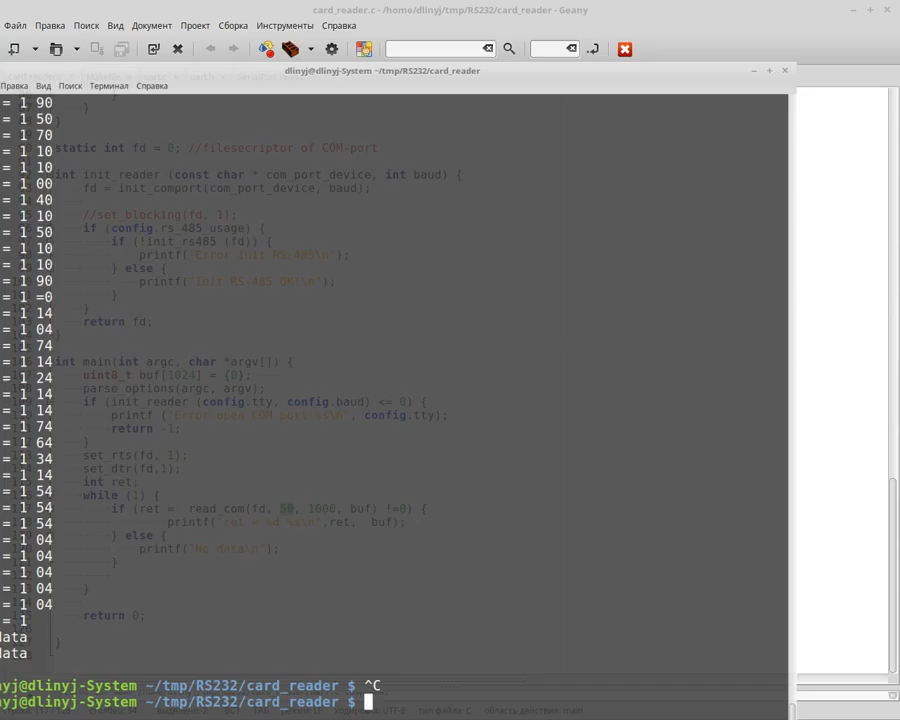 card_reader.c - /home/dlinyj/tmp/RS232/card_reader - Geany
Файл Правка Поиск Вид Документ Проект Сборка Инструменты Справка
dlinyj@dlinyj-System ~/tmp/RS232/card_reader
Правка Вид Поиск Терминал Справка
= 1 90
= 1 50
= 1 70
= 1 10
= 1 10
= 1 00
= 1 40
= 1 10
= 1 50
= 1 10
= 1 10
= 1 90
= 1 =0
= 1 14
= 1 04
= 1 74
= 1 14
= 1 24
= 1 14
= 1 14
= 1 74
= 1 64
= 1 34
= 1 14
= 1 54
= 1 54
= 1 54
= 1 04
= 1 04
= 1 04
= 1 04
= 1 04
= 1
data
data
nyj@dlinyj-System ~/tmp/RS232/card_reader $ ^C
nyj@dlinyj-System ~/tmp/RS232/card_reader $
}
}
}
static int fd = 0; //filesecriptor of COM-port
int init_reader (const char * com_port_device, int baud) {
fd = init_comport(com_port_device, baud);
//set_blocking(fd, 1);
if (config.rs_485_usage) {
if (!init_rs485 (fd)) {
printf("Error Init RS-485\n");
} else {
printf("Init RS-485 OK!\n");
}
}
return fd;
}
int main(int argc, char *argv[]) {
uint8_t buf[1024] = {0};
parse_options(argc, argv);
if (init_reader (config.tty, config.baud) <= 0) {
printf ("Error open COM port %s\n", config.tty);
return -1;
}
set_rts(fd, 1);
set_dtr(fd,1);
int ret;
while (1) {
if (ret = read_com(fd, 50, 1000, buf) !=0) {
printf("ret = %d %s\n",ret, buf);
} else {
printf("No data\n");
}
}
return 0;
}